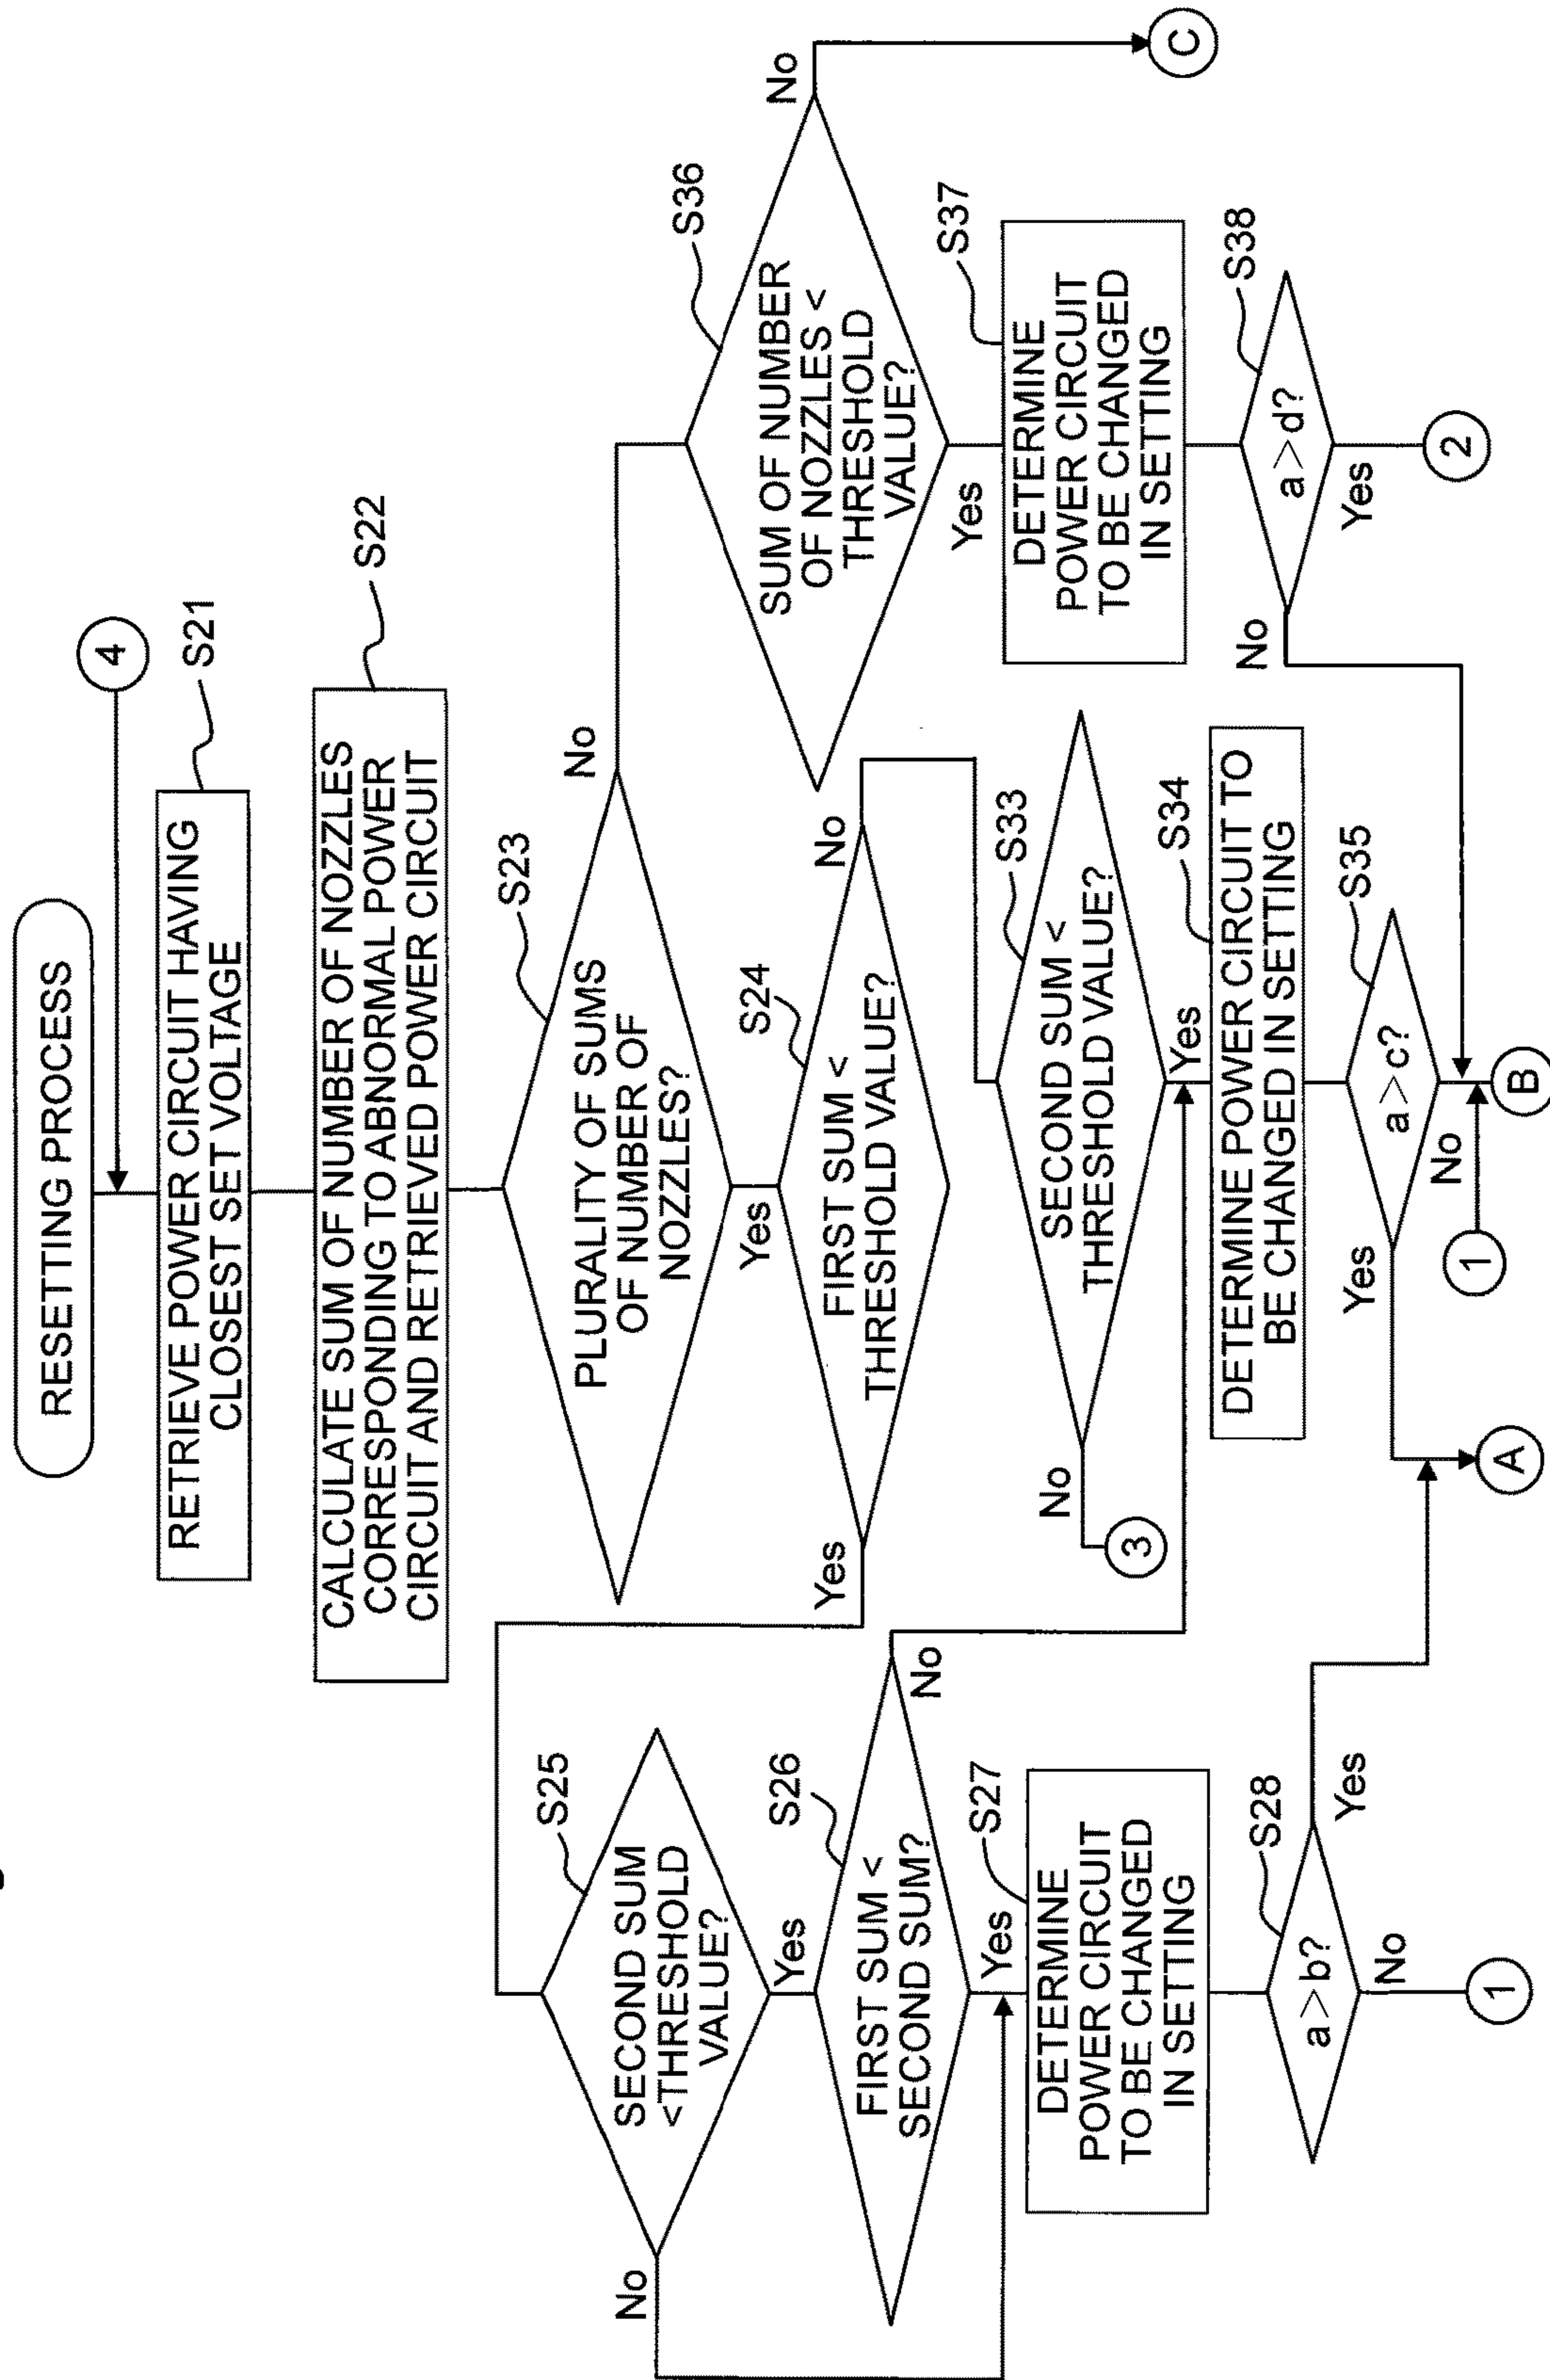 RESETTING PROCESS
4
RETRIEVE POWER CIRCUIT HAVING
CLOSEST SET VOLTAGE
S21
CALCULATE SUM OF NUMBER OF NOZZLES
CORRESPONDING TO ABNORMAL POWER
CIRCUIT AND RETRIEVED POWER CIRCUIT
S22
PLURALITY OF SUMS
OF NUMBER OF
NOZZLES?
S23
No
Yes
FIRST SUM <
THRESHOLD VALUE?
S24
Yes
No
SECOND SUM
<THRESHOLD
VALUE?
S25
No
Yes
FIRST SUM <
SECOND SUM?
S26
No
Yes
DETERMINE
POWER CIRCUIT
TO BE CHANGED
IN SETTING
S27
a>b?
S28
Yes
No
1
SECOND SUM <
THRESHOLD VALUE?
S33
No
3
Yes
DETERMINE POWER CIRCUIT TO
BE CHANGED IN SETTING
S34
a>c?
S35
Yes
No
A
1
B
SUM OF NUMBER
OF NOZZLES <
THRESHOLD
VALUE?
S36
No
C
Yes
DETERMINE
POWER CIRCUIT
TO BE CHANGED
IN SETTING
S37
a>d?
S38
No
Yes
2